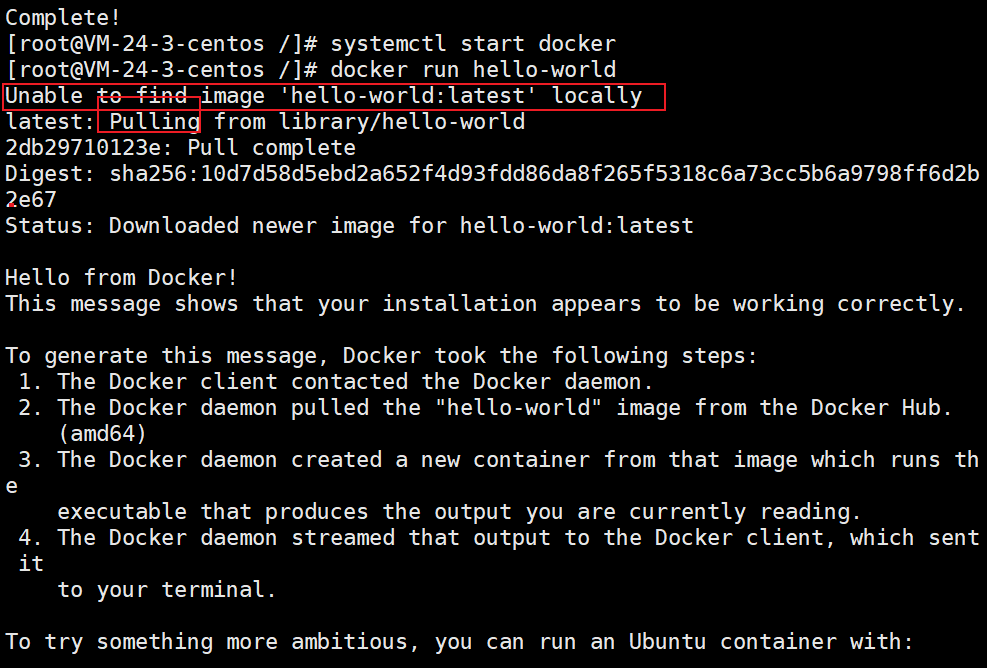 Complete!
[root@VM-24-3-centos /]# systemctl start docker
[root@VM-24-3-centos /]# docker run hello-world
Unable to find image 'hello-world:latest' locally
latest: Pulling from library/hello-world
2db29710123e: Pull complete
Digest: sha256:10d7d58d5ebd2a652f4d93fdd86da8f265f5318c6a73cc5b6a9798ff6d2b
2e67
Status: Downloaded newer image for hello-world:latest
Hello from Docker!
This message shows that your installation appears to be working correctly.
To generate this message, Docker took the following steps:
 1. The Docker client contacted the Docker daemon.
 2. The Docker daemon pulled the "hello-world" image from the Docker Hub.
    (amd64)
 3. The Docker daemon created a new container from that image which runs th
e
    executable that produces the output you are currently reading.
 4. The Docker daemon streamed that output to the Docker client, which sent
 it
    to your terminal.
To try something more ambitious, you can run an Ubuntu container with: